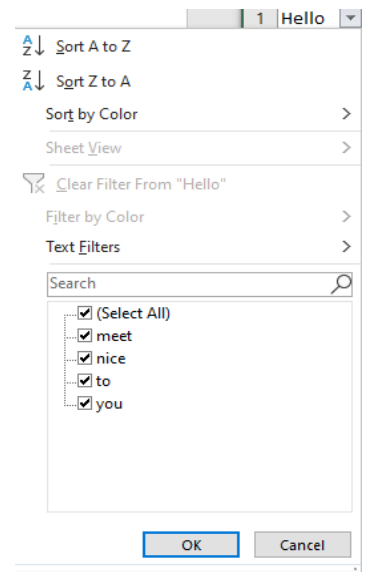 1 Hello
A Z Sort A to Z
Z A Sort Z to A
Sort by Color
Sheet View
Clear Filter From "Hello"
Filter by Color
Text Filters
Search
(Select All)
meet
nice
to
you
OK Cancel